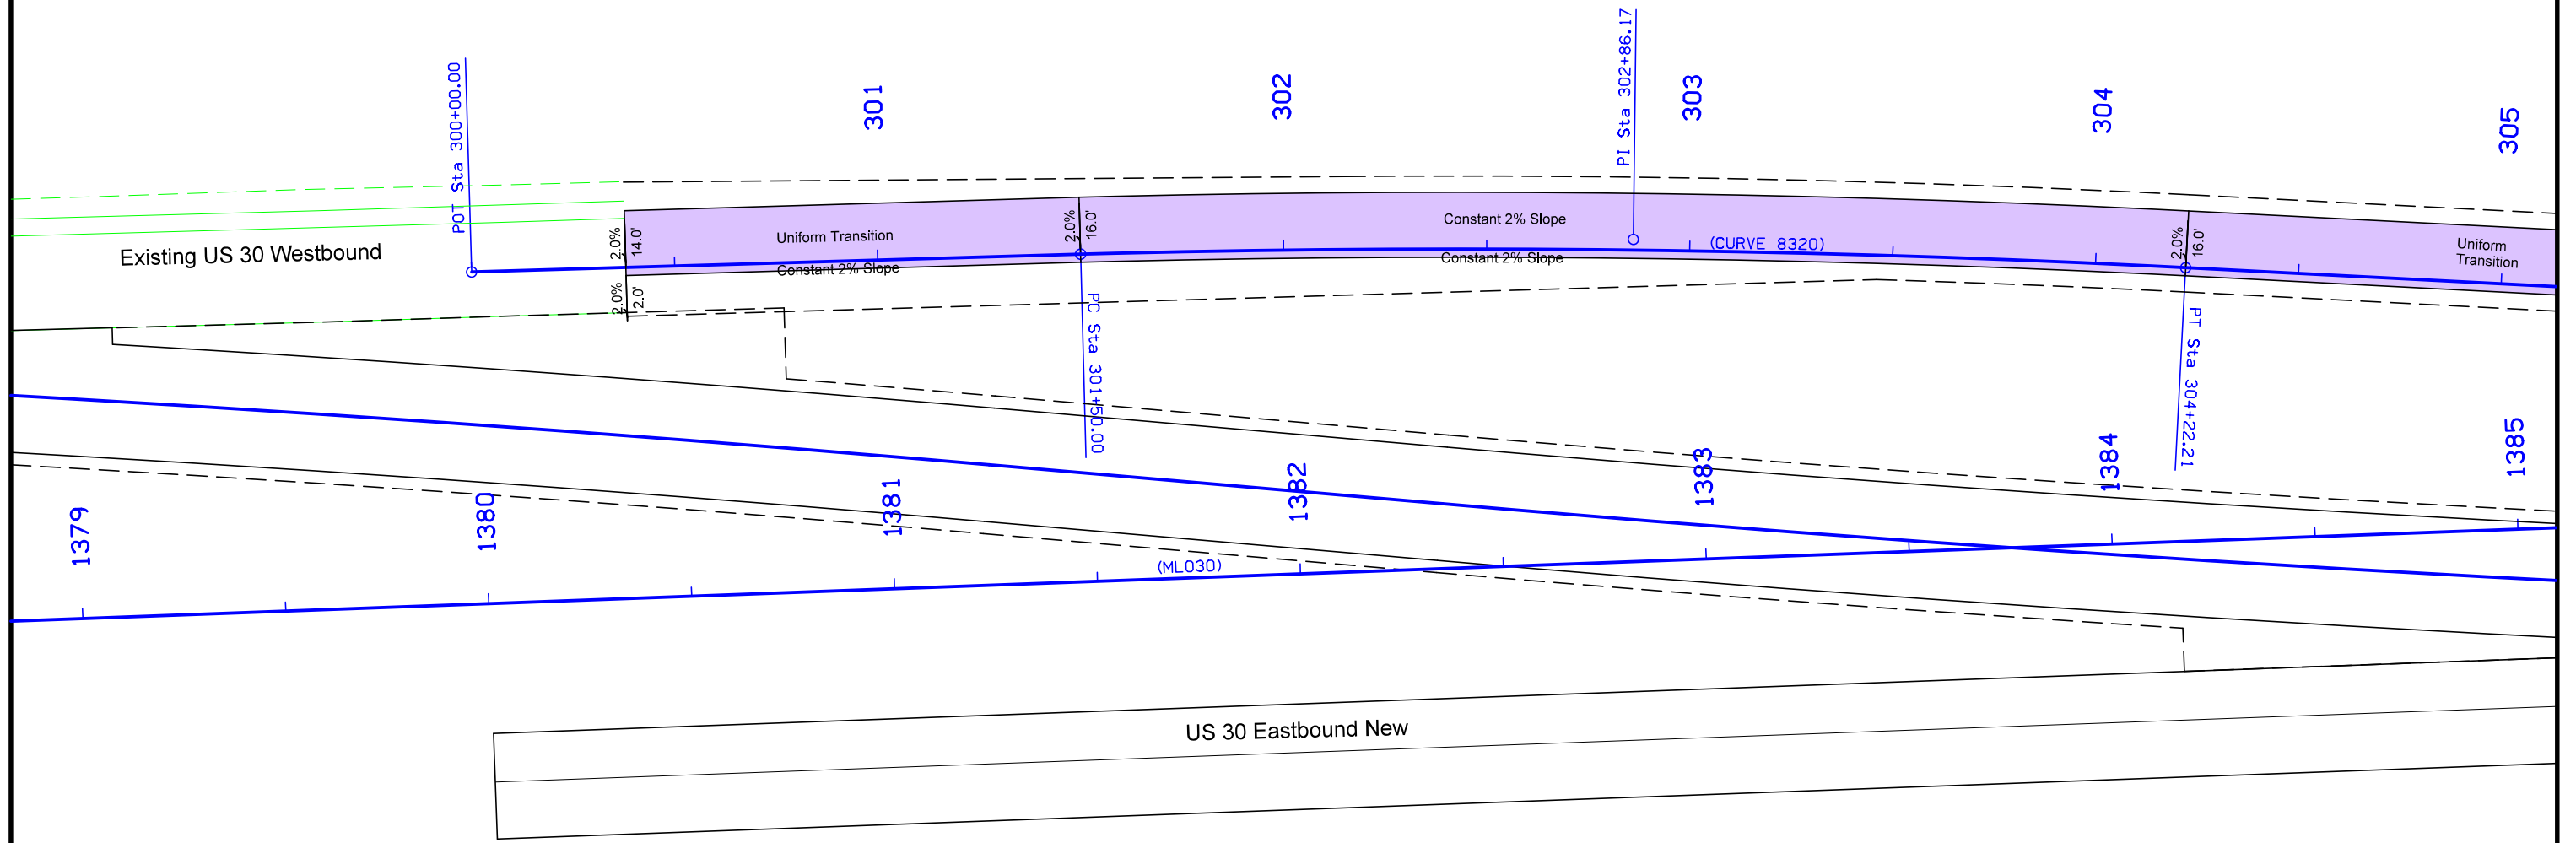 POT Sta 300+00.00
301
302
PI Sta 302+86.17
303
304
305
Existing US 30 Westbound
2.0%
14.0'
2.0%
2.0'
Uniform Transition
Constant 2% Slope
2.0%
16.0'
Constant 2% Slope
Constant 2% Slope
(CURVE 8320)
2.0%
16.0'
Uniform
Transition
PC Sta 301+50.00
PT Sta 304+22.21
1379
1380
1381
1382
1383
1384
1385
(ML030)
US 30 Eastbound New